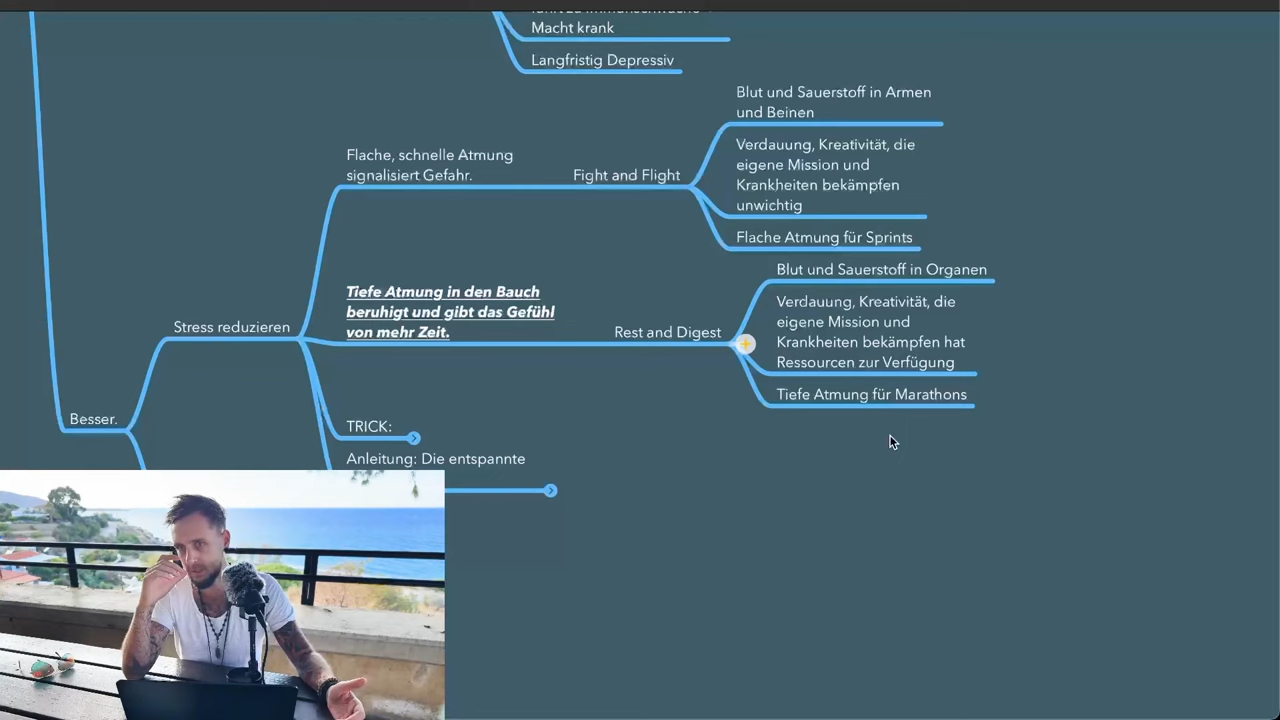 Macht krank
Langfristig Depressiv
Blut und Sauerstoff in Armen
und Beinen
Flache, schnelle Atmung
signalisiert Gefahr.
Fight and Flight
Verdauung, Kreativität, die
eigene Mission und
Krankheiten bekämpfen
unwichtig
Flache Atmung für Sprints
Tiefe Atmung in den Bauch
beruhigt und gibt das Gefühl
von mehr Zeit.
Rest and Digest
Blut und Sauerstoff in Organen
Verdauung, Kreativität, die
eigene Mission und
Krankheiten bekämpfen hat
Ressourcen zur Verfügung
Tiefe Atmung für Marathons
Stress reduzieren
Besser.
TRICK:
Anleitung: Die entspannte